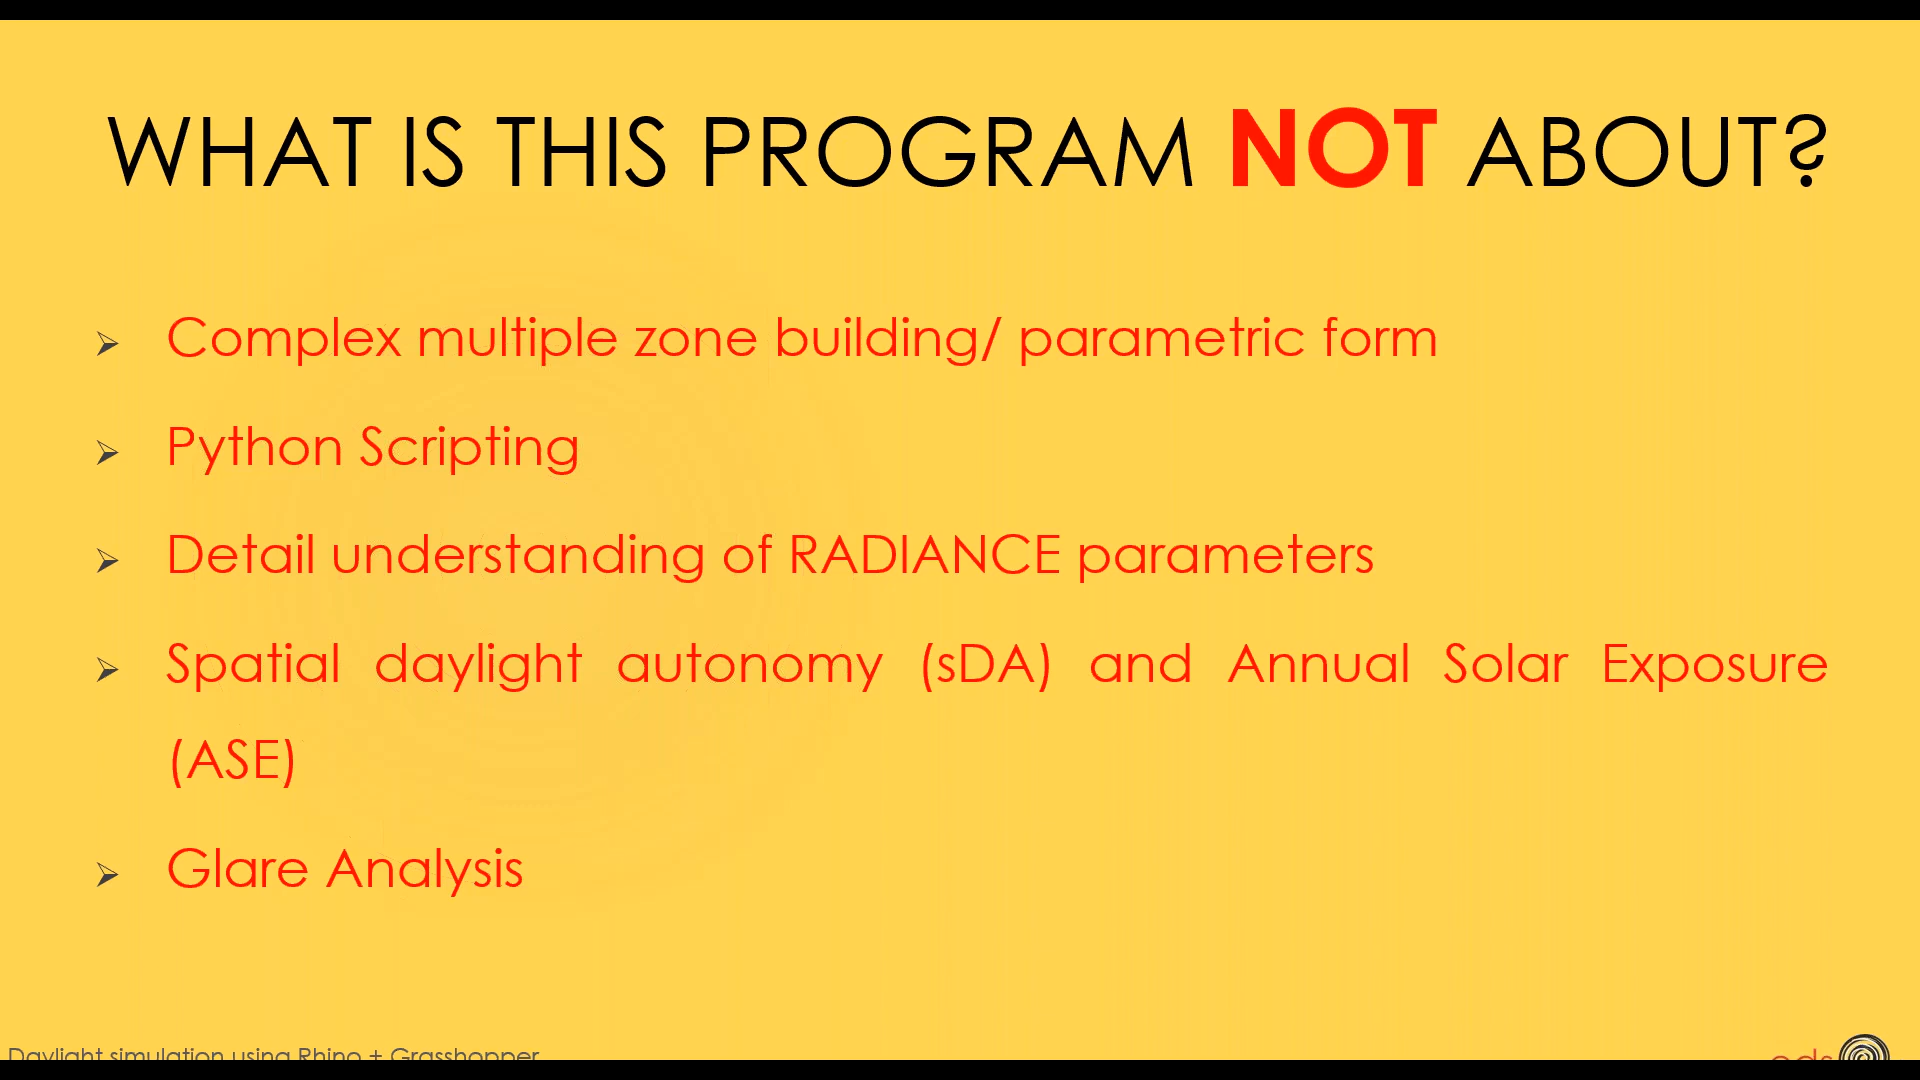 WHAT IS THIS PROGRAM NOT ABOUT?
Complex multiple zone building/ parametric form
Python Scripting
Detail understanding of RADIANCE parameters
Spatial daylight autonomy (sDA) and Annual Solar Exposure
(ASE)
Glare Analysis
Daylight simulation using Rhino + Grasshopper
eds